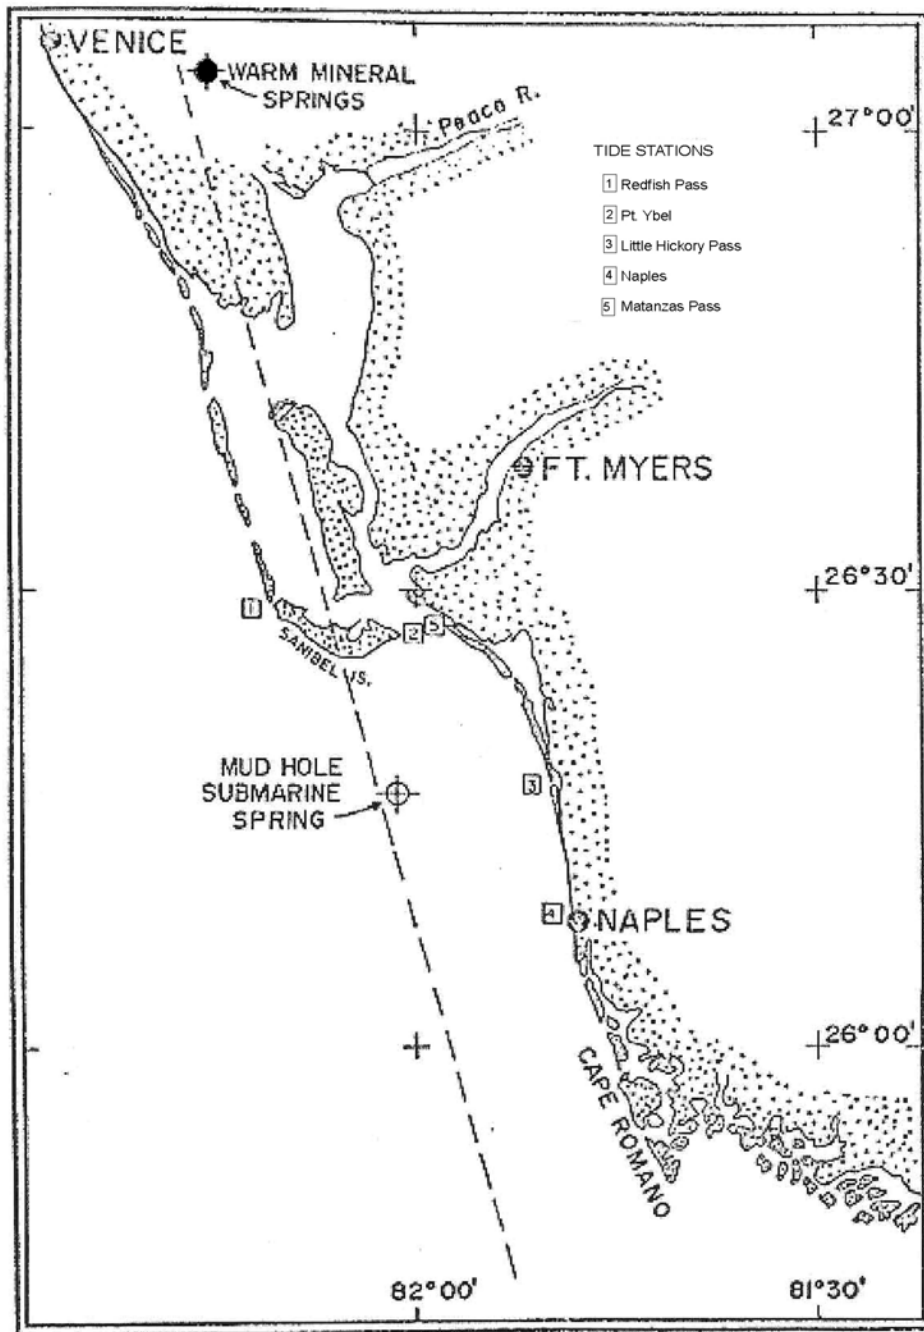 VENICE
WARM MINERAL
SPRINGS
Peace R.
27°00'
TIDE STATIONS
1 Redfish Pass
2 Pt. Ybel
3 Little Hickory Pass
4 Naples
5 Matanzas Pass
FT. MYERS
26°30'
1
2
5
SANIBEL IS.
MUD HOLE
SUBMARINE
SPRING
3
4
NAPLES
26°00'
CAPE ROMANO
82°00'
81°30'